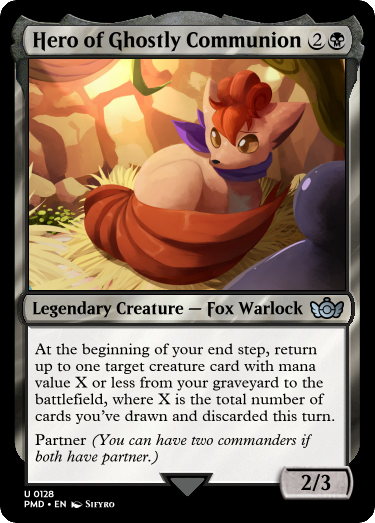 Hero of Ghostly Communion 2
Legendary Creature — Fox Warlock
At the beginning of your end step, return
up to one target creature card with mana
value X or less from your graveyard to the
battlefield, where X is the total number of
cards you've drawn and discarded this turn.
Partner (You can have two commanders if
both have partner.)
2/3
U 0128
PMD • EN Sifyro